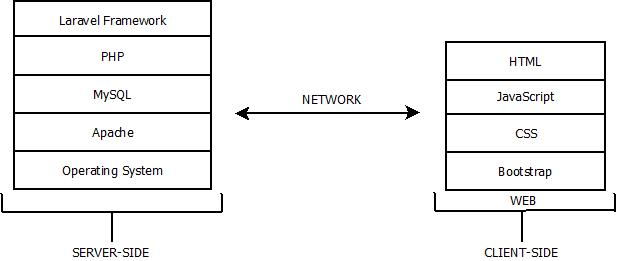 Laravel Framework
PHP
MySQL
Apache
Operating System
SERVER-SIDE
NETWORK
HTML
JavaScript
CSS
Bootstrap
WEB
CLIENT-SIDE